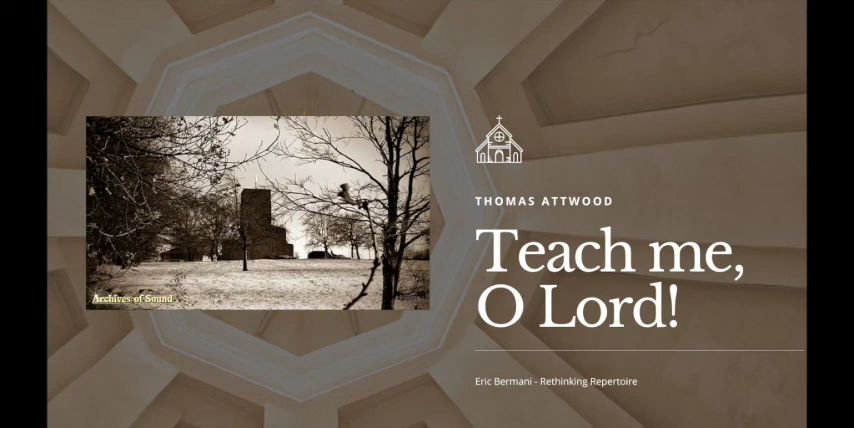 Archives of Sound
THOMAS ATTWOOD
Teach me,
O Lord!
Eric Bermani - Rethinking Repertoire